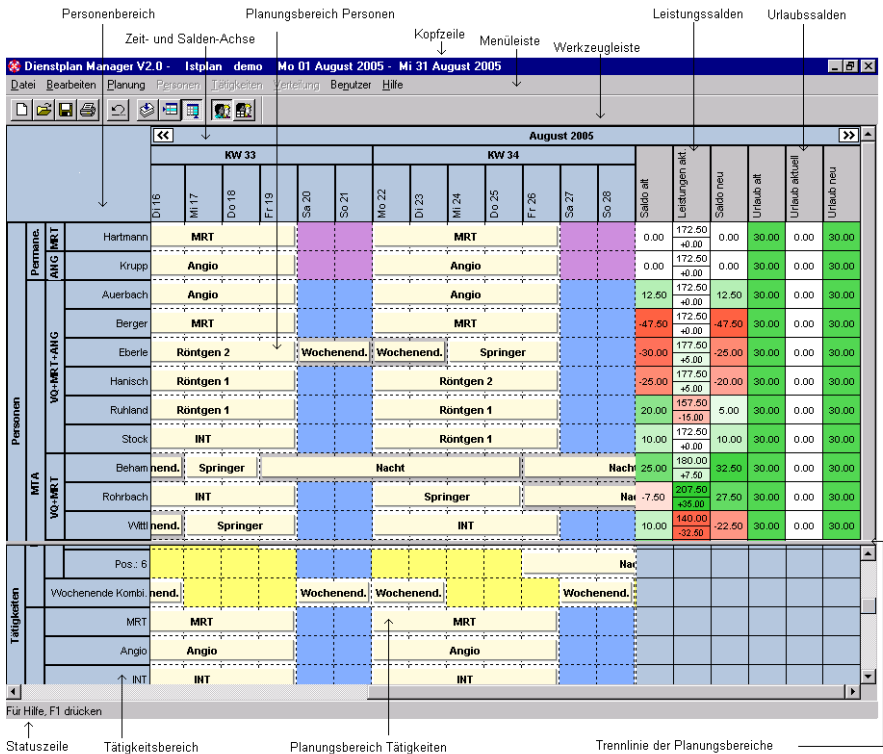 Personenbereich Planungsbereich Personen Leistungssalden Urlaubssalden
Zeit- und Salden-Achse Kopfzeile Menüleiste Werkzeugleiste
Dienstplan Manager V2.0 - Istplan demo Mo 01 August 2005 - Mi 31 August 2005
Datei Bearbeiten Planung Personen Tätigkeiten Verteilung Benutzer Hilfe
<< August 2005 >>
KW 33 KW 34
Di 16 Mi 17 Do 18 Fr 19 Sa 20 So 21 Mo 22 Di 23 Mi 24 Do 25 Fr 26 Sa 27 So 28 Saldo alt Leistungen akt. Saldo neu Urlaub alt Urlaub aktuell Urlaub neu
Personen
Permane.
MRT
Hartmann MRT MRT 0.00 172.50 +0.00 0.00 30.00 0.00 30.00
ANG
Krupp Angio Angio 0.00 172.50 +0.00 0.00 30.00 0.00 30.00
MTA
VQ+MRT+ANG
Auerbach Angio Angio 12.50 172.50 +0.00 12.50 30.00 0.00 30.00
Berger MRT MRT -47.50 172.50 +0.00 -47.50 30.00 0.00 30.00
Eberle Röntgen 2 Wochenend. Wochenend. Springer -30.00 177.50 +5.00 -25.00 30.00 0.00 30.00
Hanisch Röntgen 1 Röntgen 2 -25.00 177.50 +5.00 -20.00 30.00 0.00 30.00
Ruhland Röntgen 1 Röntgen 1 20.00 157.50 -15.00 5.00 30.00 0.00 30.00
Stock INT Röntgen 1 10.00 172.50 +0.00 10.00 30.00 0.00 30.00
VQ+MRT
Beham nend. Springer Nacht Nach 25.00 180.00 +7.50 32.50 30.00 0.00 30.00
Rohrbach INT Springer Na -7.50 207.50 +35.00 27.50 30.00 0.00 30.00
Wittl nend. Springer INT 10.00 140.00 -32.50 -22.50 30.00 0.00 30.00
Tätigkeiten
Pos.: 6 Nac
Wochenende Kombi. nend. Wochenend. Wochenend. Wochenend.
MRT MRT MRT
Angio Angio Angio
INT INT INT
Für Hilfe, F1 drücken
Statuszeile Tätigkeitsbereich Planungsbereich Tätigkeiten Trennlinie der Planungsbereiche